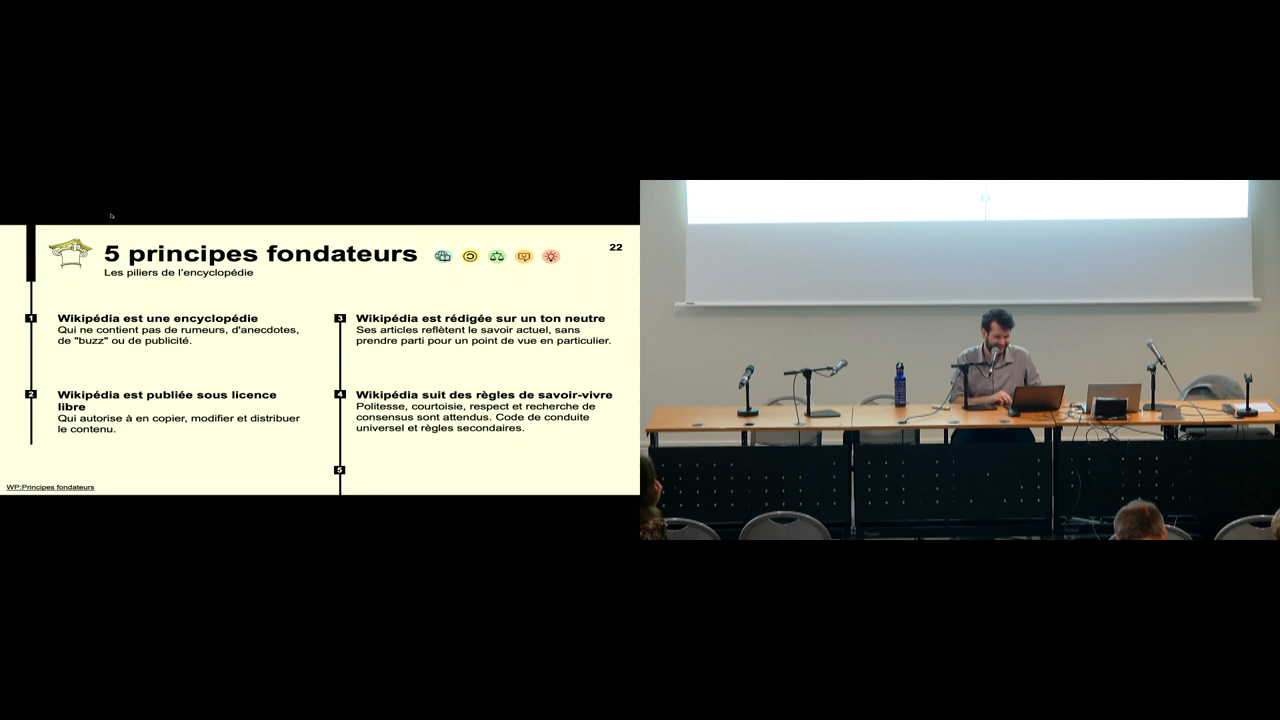 5 principes fondateurs
22
Les piliers de l'encyclopédie
1
Wikipédia est une encyclopédie
Qui ne contient pas de rumeurs, d'anecdotes,
de "buzz" ou de publicité.
2
Wikipédia est publiée sous licence
libre
Qui autorise à en copier, modifier et distribuer
le contenu.
3
Wikipédia est rédigée sur un ton neutre
Ses articles reflètent le savoir actuel, sans
prendre parti pour un point de vue en particulier.
4
Wikipédia suit des règles de savoir-vivre
Politesse, courtoisie, respect et recherche de
consensus sont attendus. Code de conduite
universel et règles secondaires.
5
WP:Principes fondateurs